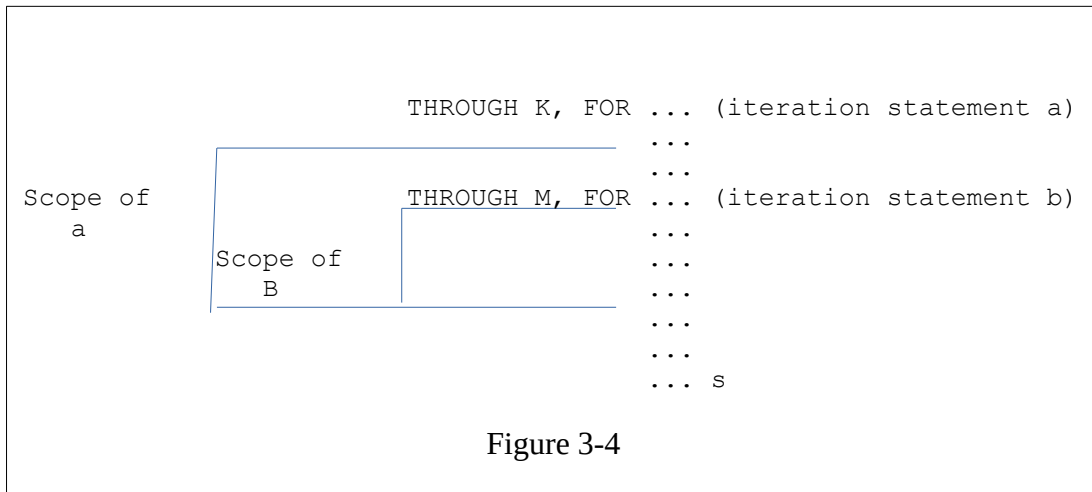 THROUGH K, FOR ... (iteration statement a)
...
...
Scope of THROUGH M, FOR ... (iteration statement b)
a ...
Scope of ...
B ...
...
...
... s
Figure 3-4